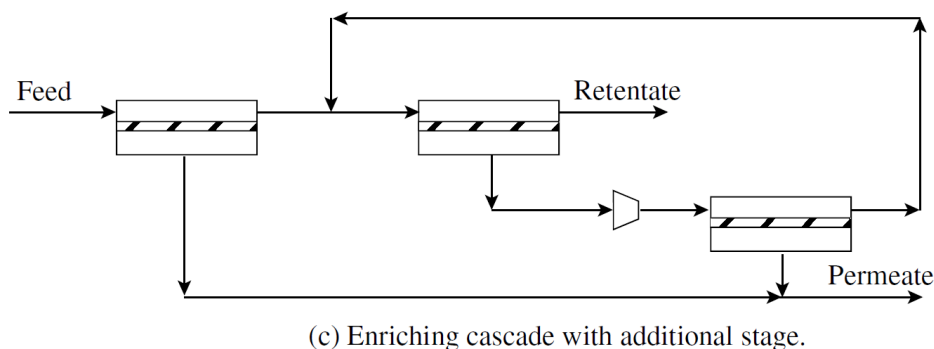 Feed
Retentate
Permeate
(c) Enriching cascade with additional stage.